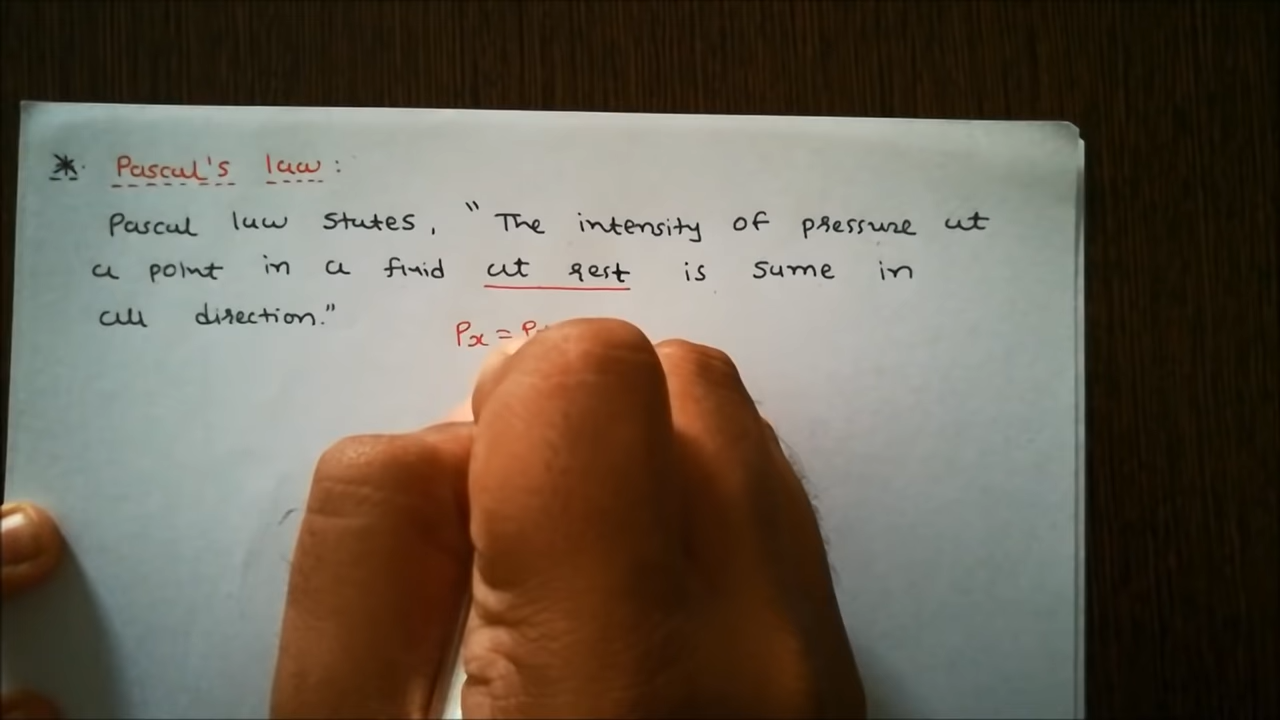 * Pascal's law :
Pascal law states, "The intensity of pressure at
a point in a fluid at rest is same in
all direction."
Px =